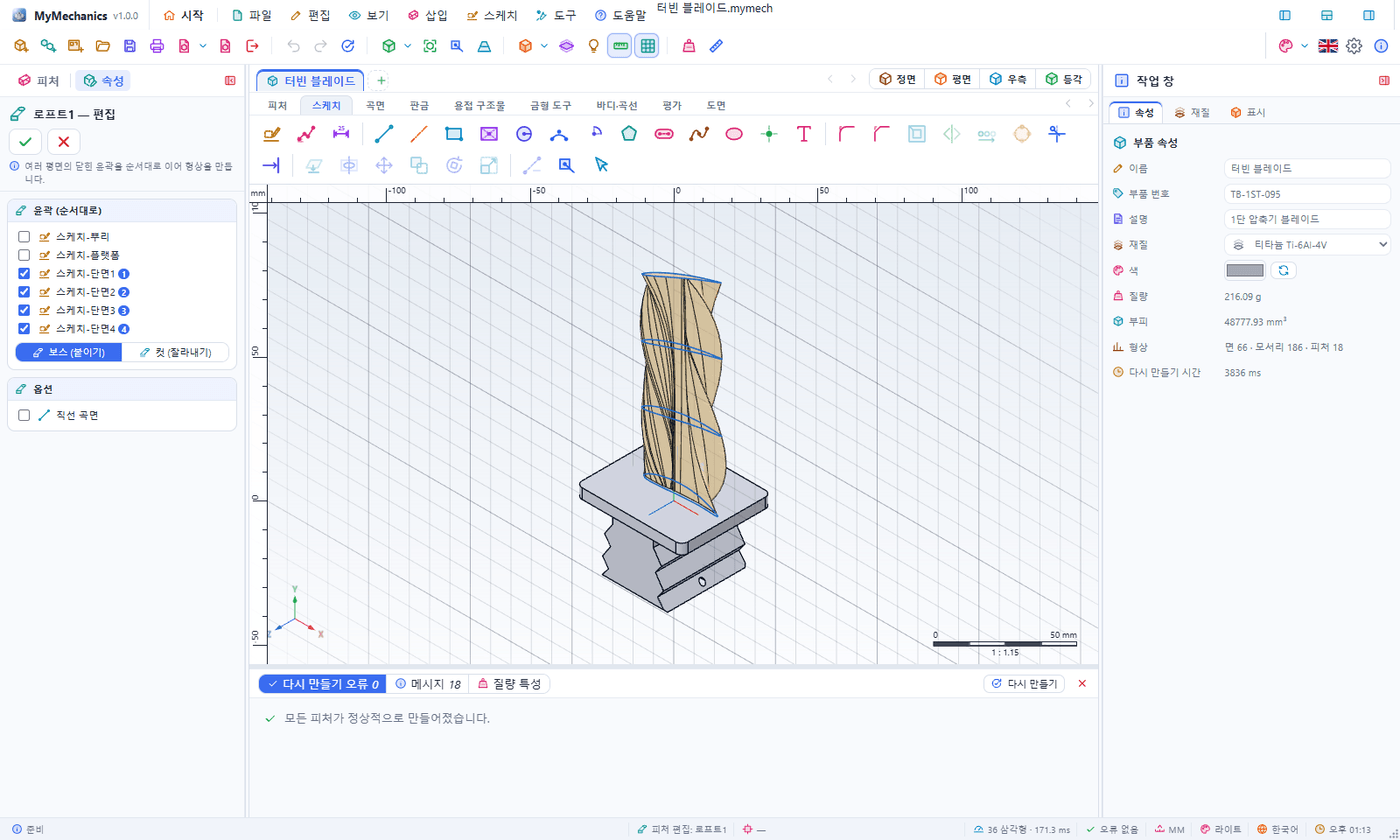 MyMechanics v1.0.0
시작
파일
편집
보기
삽입
스케치
도구
도움말
터빈 블레이드.mymech
피처
속성
로프트1 — 편집
여러 평면의 닫힌 윤곽을 순서대로 이어 형상을 만듭
니다.
윤곽 (순서대로)
스케치-뿌리
스케치-플랫폼
스케치-단면1 1
스케치-단면2 2
스케치-단면3 3
스케치-단면4 4
보스 (붙이기)
컷 (잘라내기)
옵션
직선 곡면
터빈 블레이드
정면
평면
우측
등각
피처
스케치
곡면
판금
용접 구조물
금형 도구
바디·곡선
평가
도면
mm
-100
-50
0
50
100
50
0
Y
X
0
50 mm
1 : 1.15
다시 만들기 오류 0
메시지 18
질량 특성
다시 만들기
모든 피처가 정상적으로 만들어졌습니다.
작업 창
속성
재질
표시
부품 속성
이름 터빈 블레이드
부품 번호 TB-1ST-095
설명 1단 압축기 블레이드
재질 티타늄 Ti-6Al-4V
색
질량 216.09 g
부피 48777.93 mm³
형상 면 66 · 모서리 186 · 피처 18
다시 만들기 시간 3836 ms
준비
피처 편집: 로프트1
—
36 삼각형 · 171.3 ms
오류 없음
MM
라이트
한국어
오후 01:13